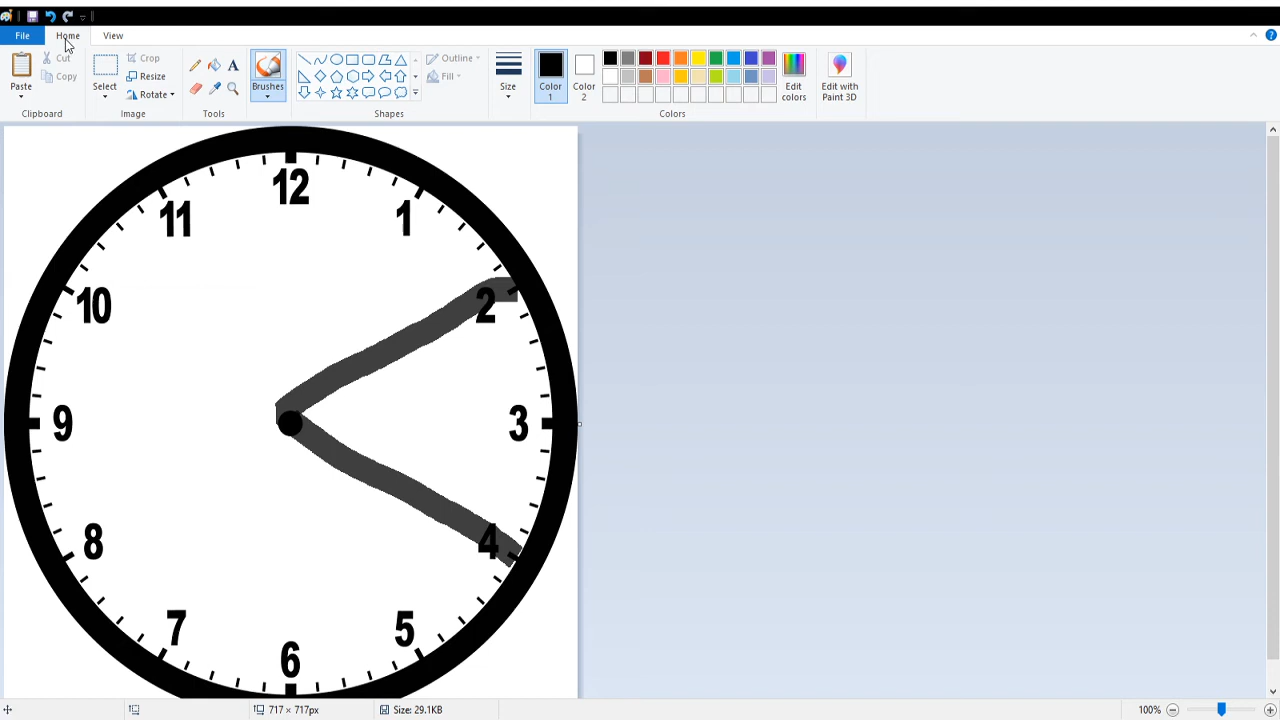 File Home View
Paste
Cut
Copy
Clipboard
Select
Crop
Resize
Rotate
Image
A
Tools
Brushes
Shapes
Outline
Fill
Size
Color
1
Color
2
Edit
colors
Colors
Edit with
Paint 3D
12
11 1
10 2
9 3
8 4
7 5
6
717 × 717px Size: 29.1KB 100%